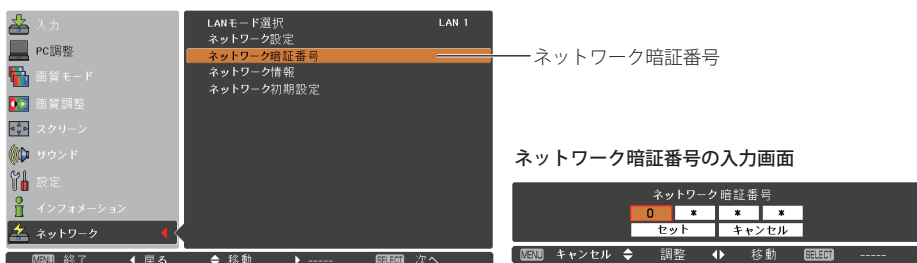 入力
PC調整
画質モード
画質調整
スクリーン
サウンド
設定
インフォメーション
ネットワーク
LANモード選択 LAN 1
ネットワーク設定
ネットワーク暗証番号
ネットワーク情報
ネットワーク初期設定
MENU 終了 戻る 移動 ----- SELECT 次へ
ネットワーク暗証番号
ネットワーク暗証番号の入力画面
ネットワーク暗証番号
0 * * *
セット キャンセル
MENU キャンセル 調整 移動 SELECT -----